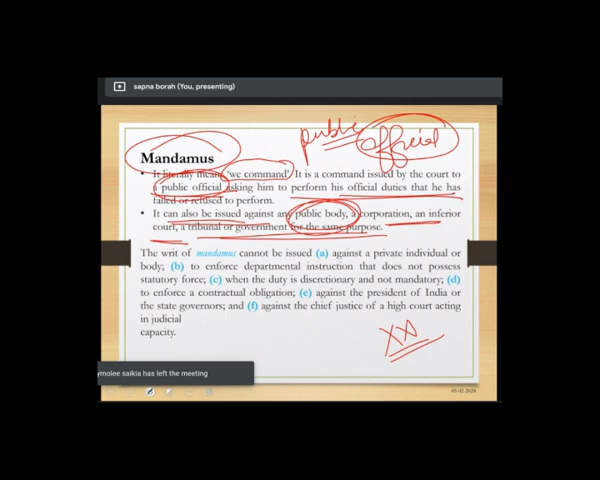 sapna borah (You, presenting)
public official
Mandamus
• It literally means 'we command' It is a command issued by the court to
a public official asking him to perform his official duties that he has
failed or refused to perform.
• It can also be issued against any public body, a corporation, an inferior
court, a tribunal or government for the same purpose.
The writ of mandamus cannot be issued (a) against a private individual or
body; (b) to enforce departmental instruction that does not possess
statutory force; (c) when the duty is discretionary and not mandatory; (d)
to enforce a contractual obligation; (e) against the president of India or
the state governors; and (f) against the chief justice of a high court acting
in judicial
capacity.
ymolee saikia has left the meeting